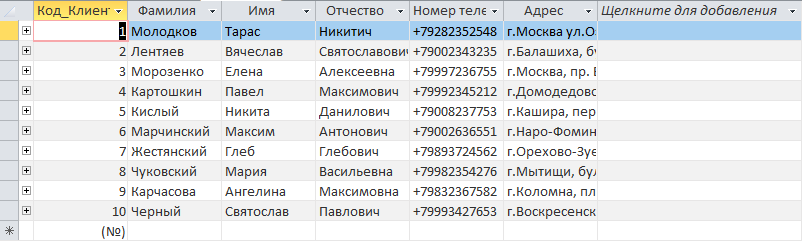 Код_Клиент Фамилия Имя Отчество Номер теле Адрес Щелкните для добавления
1 Молодков Тарас Никитич +79282352548 г.Москва ул.О
2 Лентяев Вячеслав Святославович +79002343235 г.Балашиха, бу
3 Морозенко Елена Алексеевна +79997236755 г.Москва, пр. В
4 Картошкин Павел Максимович +79992345212 г.Домодедово
5 Кислый Никита Данилович +79008237753 г.Кашира, пер
6 Марчинский Максим Антонович +79002636551 г.Наро-Фомин
7 Жестянский Глеб Глебович +79893724562 г.Орехово-Зуе
8 Чуковский Мария Васильевна +79982354276 г.Мытищи, бул
9 Карчасова Ангелина Максимовна +79832367582 г.Коломна, пл
10 Черный Святослав Павлович +79993427653 г.Воскресенск
(№)